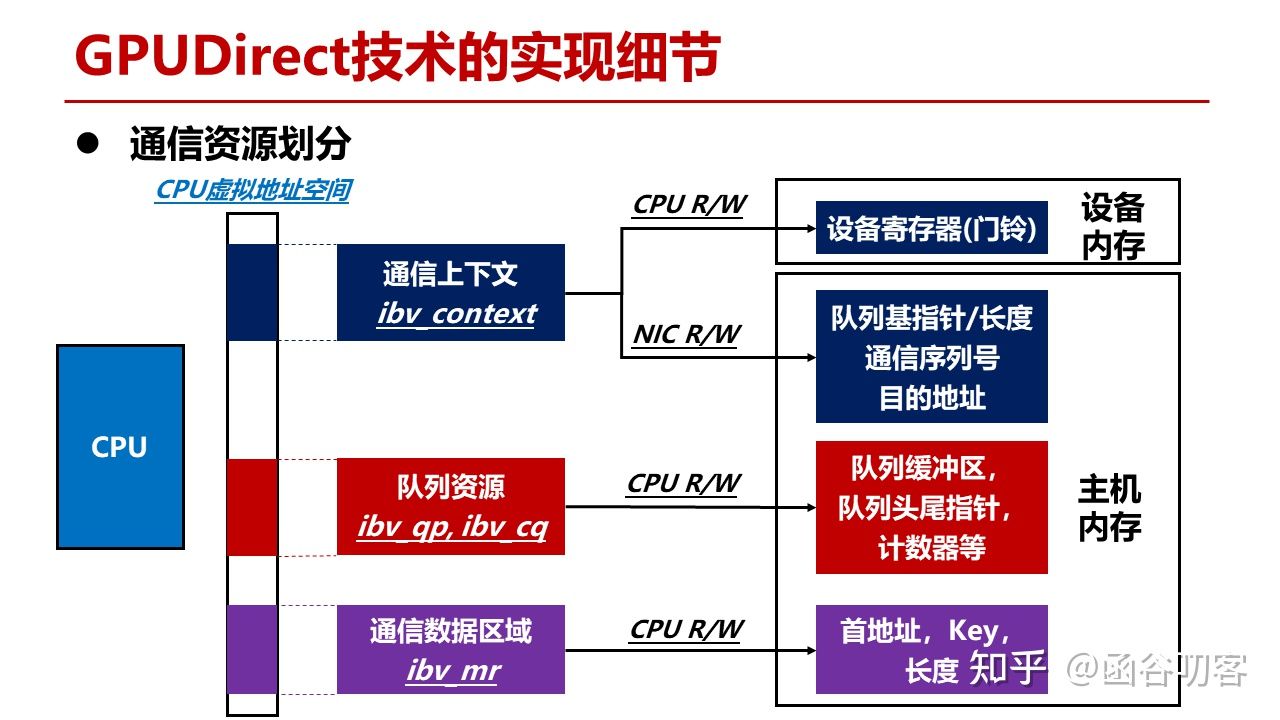 GPUDirect技术的实现细节
● 通信资源划分
CPU虚拟地址空间
CPU
通信上下文
ibv_context
队列资源
ibv_qp, ibv_cq
通信数据区域
ibv_mr
CPU R/W
NIC R/W
CPU R/W
CPU R/W
设备寄存器(门铃)
设备
内存
队列基指针/长度
通信序列号
目的地址
队列缓冲区，
队列头尾指针，
计数器等
主机
内存
首地址，Key，
长度
知乎 @函谷叨客